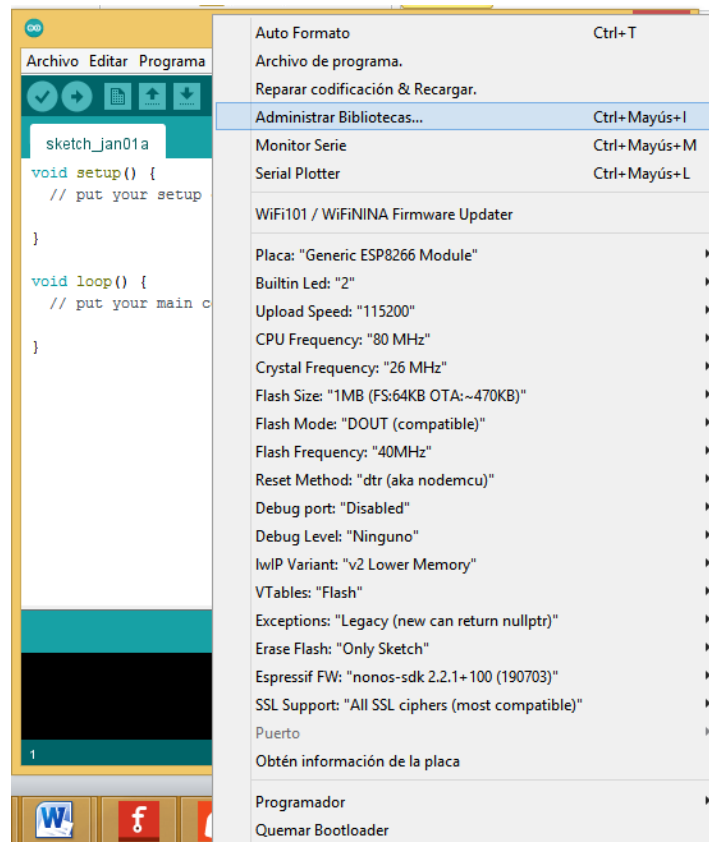 Archivo Editar Programa
sketch_jan01a
void setup() {
// put your setup
}
void loop() {
// put your main c
}
1
Auto Formato Ctrl+T
Archivo de programa.
Reparar codificación & Recargar.
Administrar Bibliotecas... Ctrl+Mayús+I
Monitor Serie Ctrl+Mayús+M
Serial Plotter Ctrl+Mayús+L
WiFi101 / WiFiNINA Firmware Updater
Placa: "Generic ESP8266 Module"
Builtin Led: "2"
Upload Speed: "115200"
CPU Frequency: "80 MHz"
Crystal Frequency: "26 MHz"
Flash Size: "1MB (FS:64KB OTA:~470KB)"
Flash Mode: "DOUT (compatible)"
Flash Frequency: "40MHz"
Reset Method: "dtr (aka nodemcu)"
Debug port: "Disabled"
Debug Level: "Ninguno"
lwIP Variant: "v2 Lower Memory"
VTables: "Flash"
Exceptions: "Legacy (new can return nullptr)"
Erase Flash: "Only Sketch"
Espressif FW: "nonos-sdk 2.2.1+100 (190703)"
SSL Support: "All SSL ciphers (most compatible)"
Puerto
Obtén información de la placa
Programador
Quemar Bootloader
W